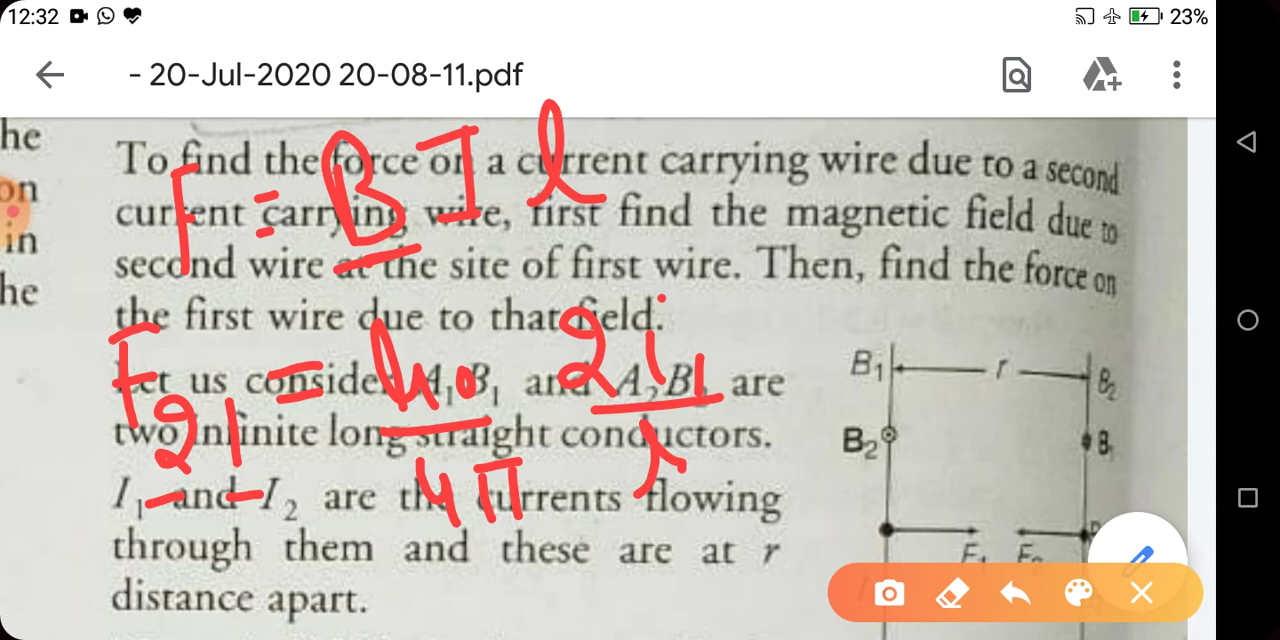 12:32 23%
- 20-Jul-2020 20-08-11.pdf
he
on
in
he
To find the force on a current carrying wire due to a second
current carrying wire, first find the magnetic field due to
second wire at the site of first wire. Then, find the force on
the first wire due to that field.
Let us consider A₁B₁ and A₂B₂ are
two infinite long straight conductors.
I₁ and I₂ are the currents flowing
through them and these are at r
distance apart.
F = B I l
F₂₁ = μ₀/4π 2i₁/r
B₁ r B₂
B₂ B₁
F₁ F₂